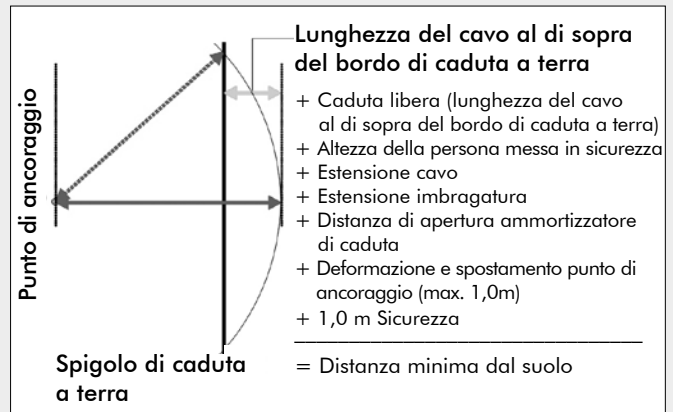 Lunghezza del cavo al di sopra
del bordo di caduta a terra
+ Caduta libera (lunghezza del cavo
al di sopra del bordo di caduta a terra)
+ Altezza della persona messa in sicurezza
+ Estensione cavo
+ Estensione imbragatura
+ Distanza di apertura ammortizzatore
di caduta
+ Deformazione e spostamento punto di
ancoraggio (max. 1,0m)
+ 1,0 m Sicurezza
= Distanza minima dal suolo
Punto di ancoraggio
Spigolo di caduta
a terra